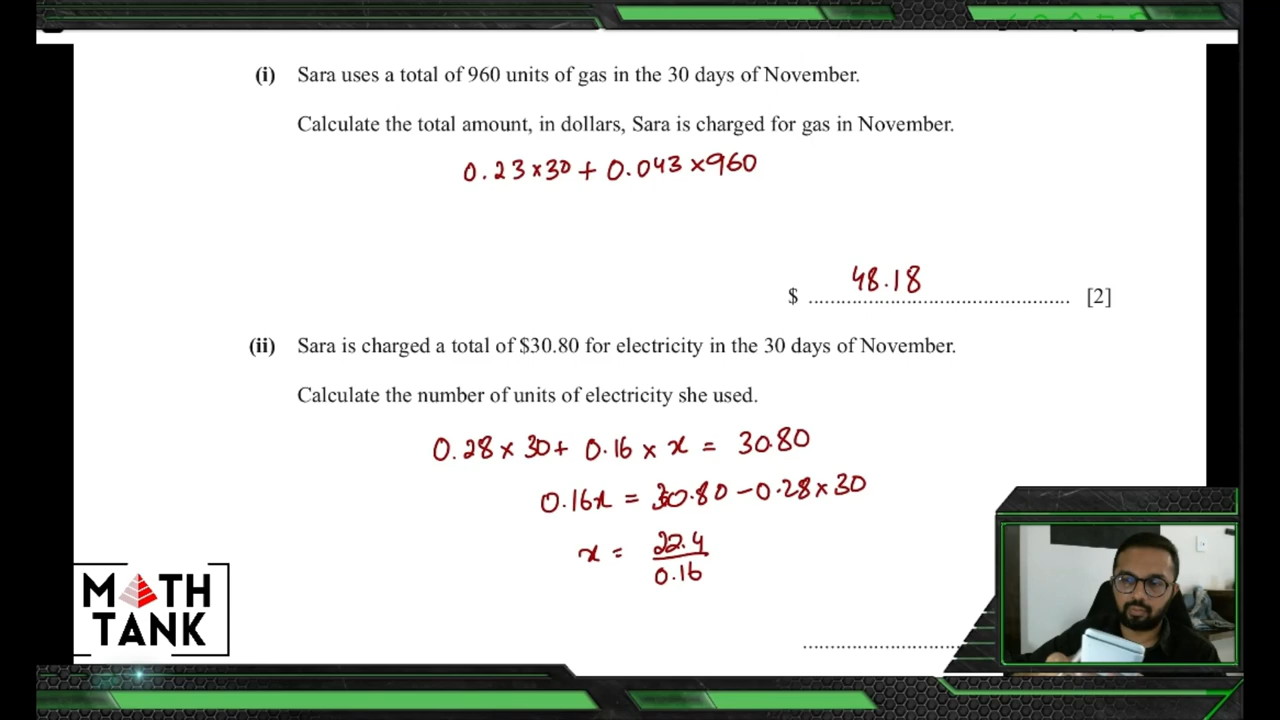 (i) Sara uses a total of 960 units of gas in the 30 days of November.
Calculate the total amount, in dollars, Sara is charged for gas in November.
0.23×30 + 0.043×960
48.18
$ ................................................ [2]
(ii) Sara is charged a total of $30.80 for electricity in the 30 days of November.
Calculate the number of units of electricity she used.
0.28 × 30 + 0.16 × x = 30.80
0.16x = 30.80 − 0.28×30
x = 22.4/0.16
MATH
TANK